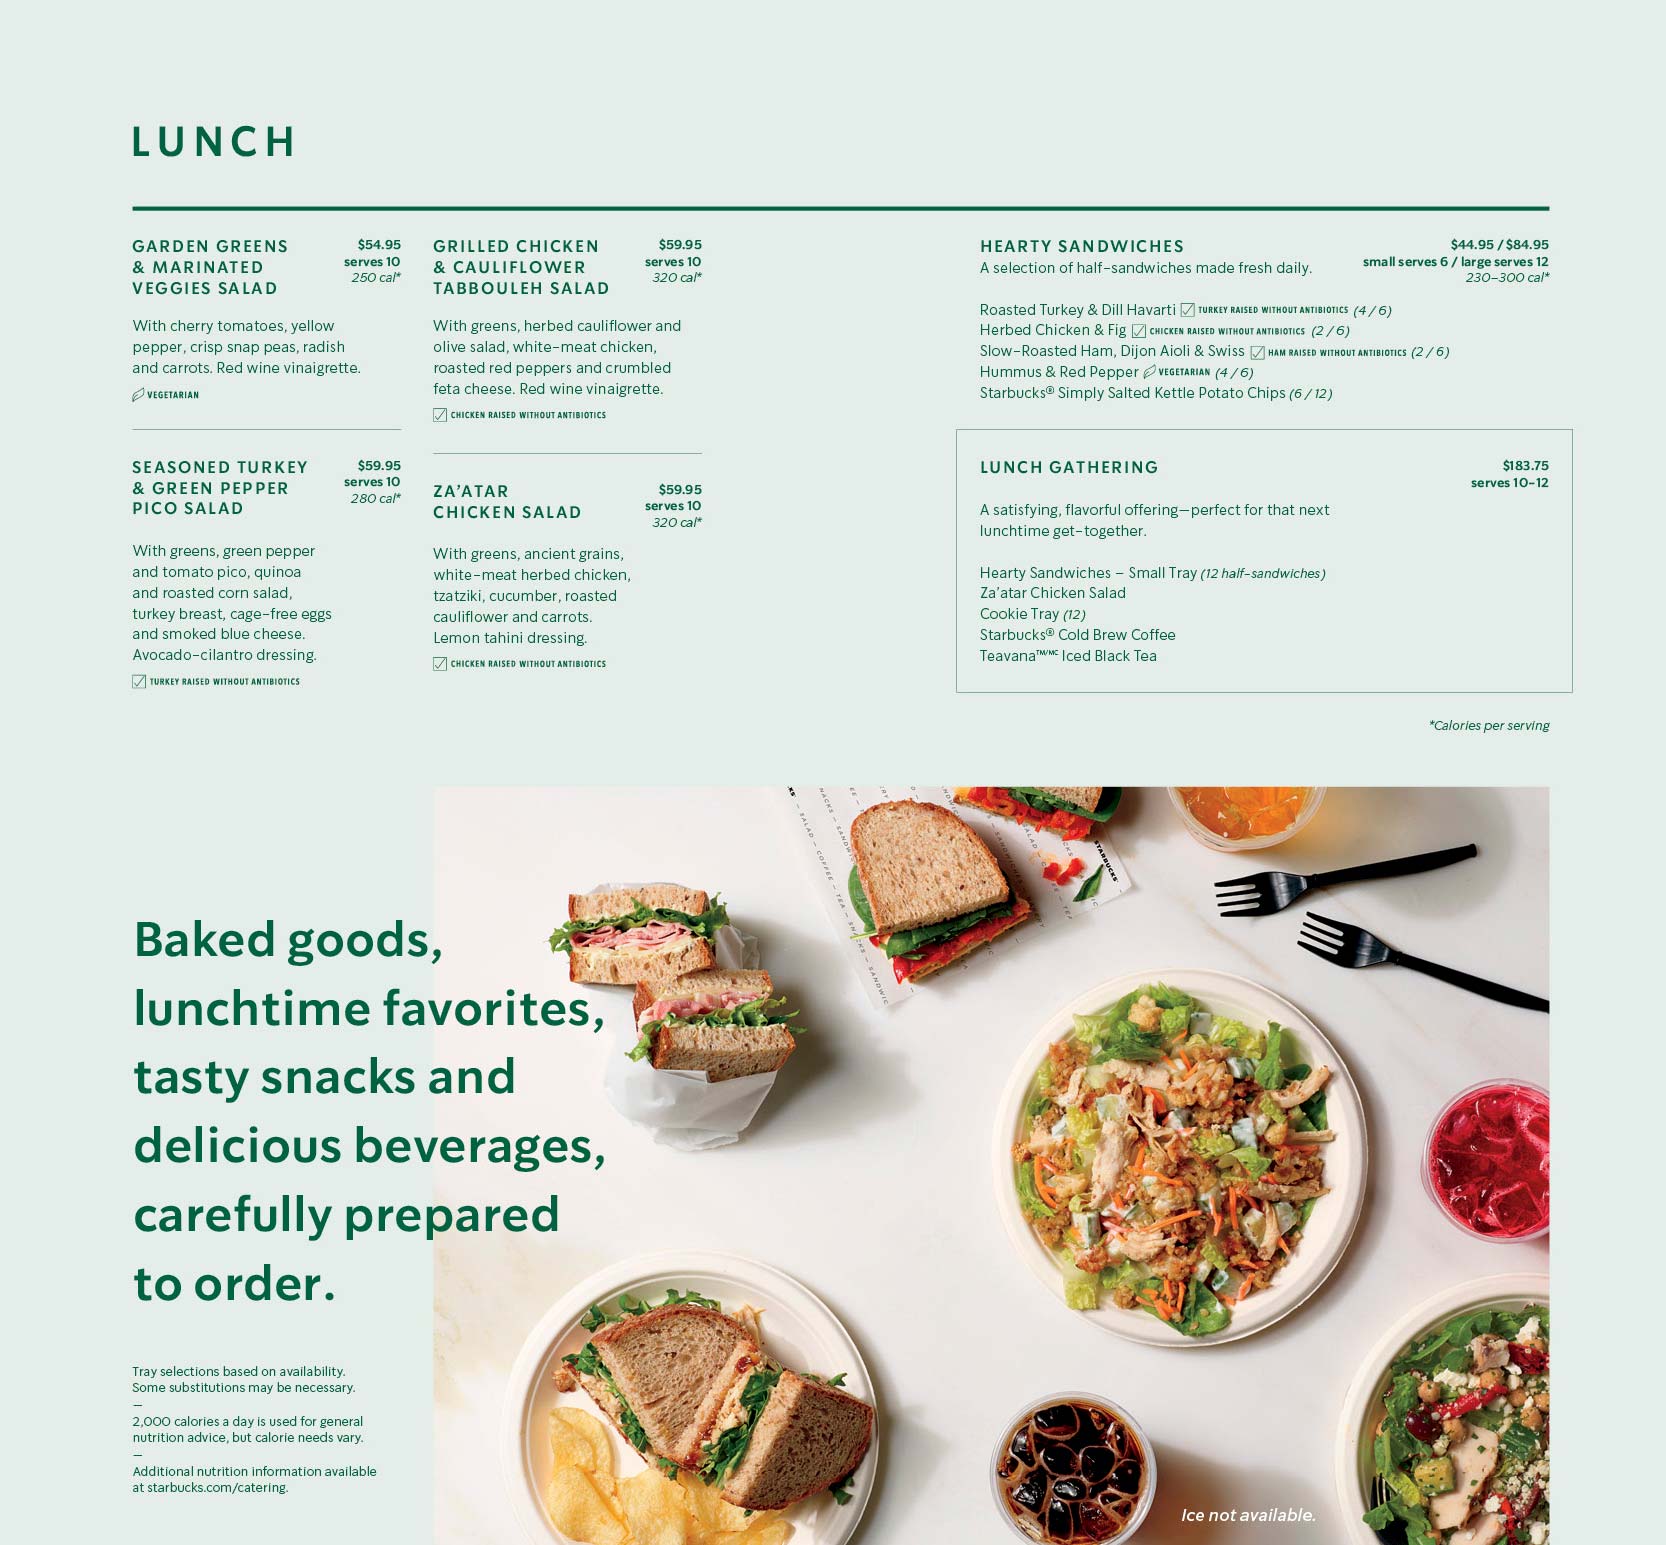 LUNCH
GARDEN GREENS
& MARINATED
VEGGIES SALAD
$54.95
serves 10
250 cal*
With cherry tomatoes, yellow
pepper, crisp snap peas, radish
and carrots. Red wine vinaigrette.
VEGETARIAN
SEASONED TURKEY
& GREEN PEPPER
PICO SALAD
$59.95
serves 10
280 cal*
With greens, green pepper
and tomato pico, quinoa
and roasted corn salad,
turkey breast, cage-free eggs
and smoked blue cheese.
Avocado-cilantro dressing.
TURKEY RAISED WITHOUT ANTIBIOTICS
GRILLED CHICKEN
& CAULIFLOWER
TABBOULEH SALAD
$59.95
serves 10
320 cal*
With greens, herbed cauliflower and
olive salad, white-meat chicken,
roasted red peppers and crumbled
feta cheese. Red wine vinaigrette.
CHICKEN RAISED WITHOUT ANTIBIOTICS
ZA’ATAR
CHICKEN SALAD
$59.95
serves 10
320 cal*
With greens, ancient grains,
white-meat herbed chicken,
tzatziki, cucumber, roasted
cauliflower and carrots.
Lemon tahini dressing.
CHICKEN RAISED WITHOUT ANTIBIOTICS
HEARTY SANDWICHES
$44.95 / $84.95
small serves 6 / large serves 12
230–300 cal*
A selection of half-sandwiches made fresh daily.
Roasted Turkey & Dill Havarti TURKEY RAISED WITHOUT ANTIBIOTICS (4 / 6)
Herbed Chicken & Fig CHICKEN RAISED WITHOUT ANTIBIOTICS (2 / 6)
Slow-Roasted Ham, Dijon Aioli & Swiss HAM RAISED WITHOUT ANTIBIOTICS (2 / 6)
Hummus & Red Pepper VEGETARIAN (4 / 6)
Starbucks® Simply Salted Kettle Potato Chips (6 / 12)
LUNCH GATHERING
$183.75
serves 10-12
A satisfying, flavorful offering—perfect for that next
lunchtime get-together.
Hearty Sandwiches – Small Tray (12 half-sandwiches)
Za’atar Chicken Salad
Cookie Tray (12)
Starbucks® Cold Brew Coffee
Teavana™/MC Iced Black Tea
*Calories per serving
Baked goods,
lunchtime favorites,
tasty snacks and
delicious beverages,
carefully prepared
to order.
Tray selections based on availability.
Some substitutions may be necessary.
—
2,000 calories a day is used for general
nutrition advice, but calorie needs vary.
—
Additional nutrition information available
at starbucks.com/catering.
SALAD — COFFEE — TEA — SNACKS — SANDWIC
STARBUCKS
Ice not available.